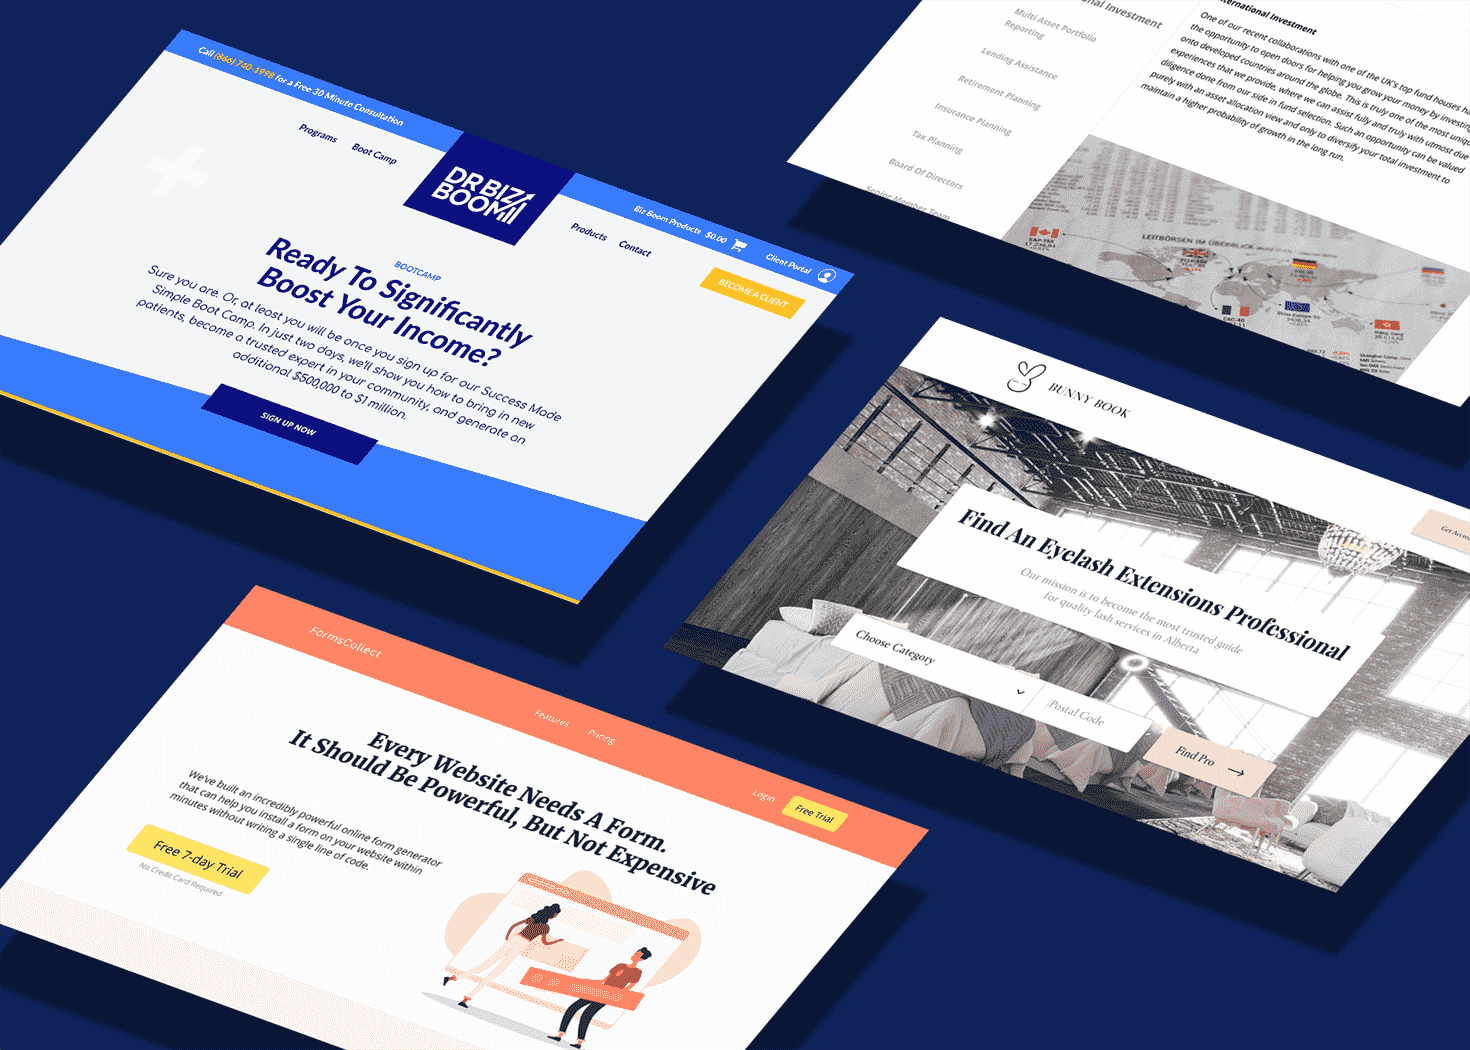 Call (866) 740-1998 for a Free 30 Minute Consultation
Programs
Boot Camp
DR BIZ
BOOM
Biz Boom Products $0.00
Client Portal
Products
Contact
BECOME A CLIENT
BOOTCAMP
Ready To Significantly
Boost Your Income?
Sure you are. Or, at least you will be once you sign up for our Success Made
Simple Boot Camp. In just two days, we'll show you how to bring in new
patients, become a trusted expert in your community, and generate an
additional $500,000 to $1 million.
SIGN UP NOW
nal Investment
Multi Asset Portfolio
Reporting
Lending Assistance
Retirement Planning
Insurance Planning
Tax Planning
Board Of Directors
Senior Member Team
ternational Investment
One of our recent collaborations with one of the UK's top fund houses ha
the opportunity to open doors for helping you grow your money by investing
onto developed countries around the globe. This is truly one of the most uniqu
experiences that we provide, where we can assist fully and truly with utmost due
diligence done from our side in fund selection. Such an opportunity can be valued
purely with an asset allocation view and only to diversify your total investment to
maintain a higher probability of growth in the long run.
LEITBÖRSEN IM ÜBERBLICK
S&P-TSX
17.238,84
CAC-40
Hang Seng
BUNNY BOOK
Get Accre
Find An Eyelash Extensions Professional
Our mission is to become the most trusted guide
for quality lash services in Alberta
Choose Category
Postal Code
Find Pro
FormsCollect
Features
Pricing
Login
Free Trial
Every Website Needs A Form.
It Should Be Powerful, But Not Expensive
We've built an incredibly powerful online form generator
that can help you install a form on your website within
minutes without writing a single line of code.
Free 7-day Trial
No Credit Card Required